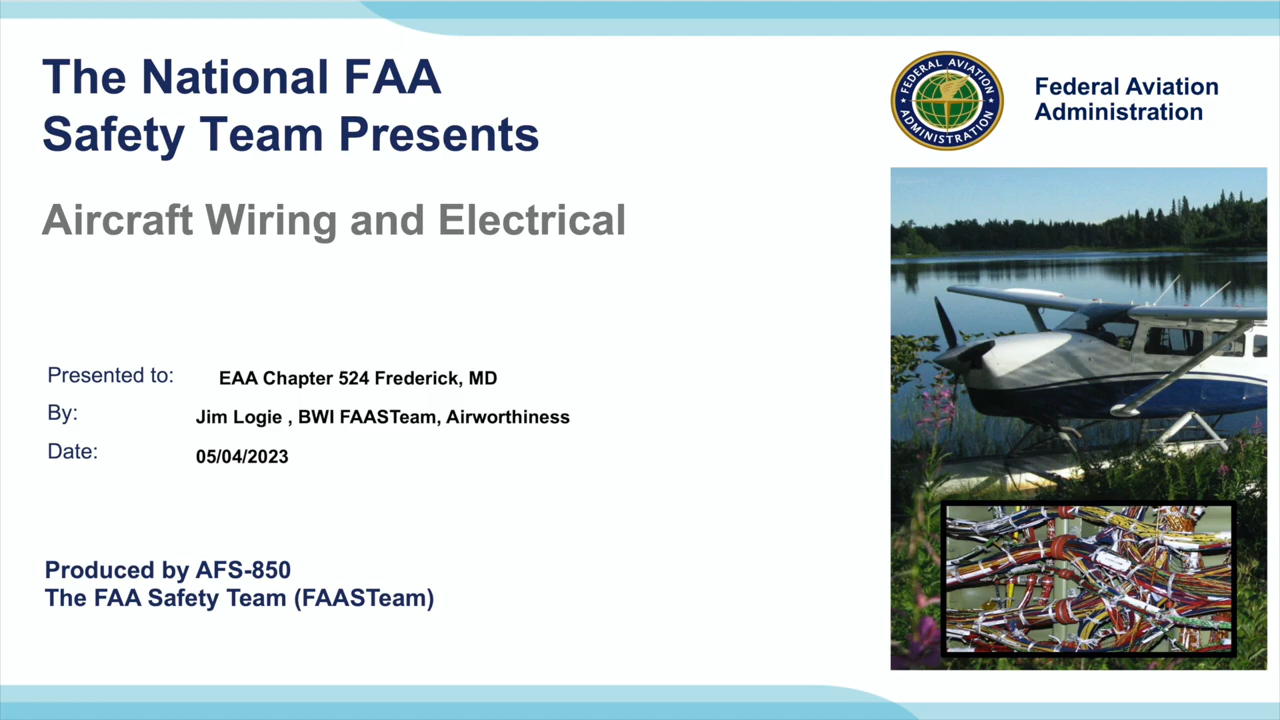 The National FAA
Safety Team Presents
FEDERAL AVIATION
ADMINISTRATION
Federal Aviation
Administration
Aircraft Wiring and Electrical
Presented to: EAA Chapter 524 Frederick, MD
By: Jim Logie , BWI FAASTeam, Airworthiness
Date: 05/04/2023
Produced by AFS-850
The FAA Safety Team (FAASTeam)